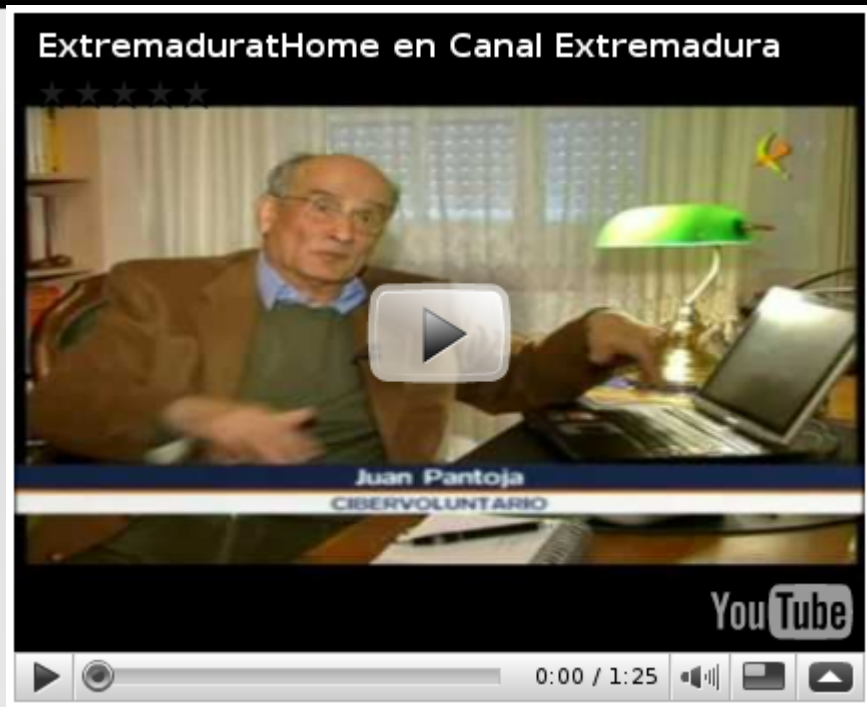 ExtremaduratHome en Canal Extremadura
Juan Pantoja
CIBERVOLUNTARIO
YouTube
0:00 / 1:25